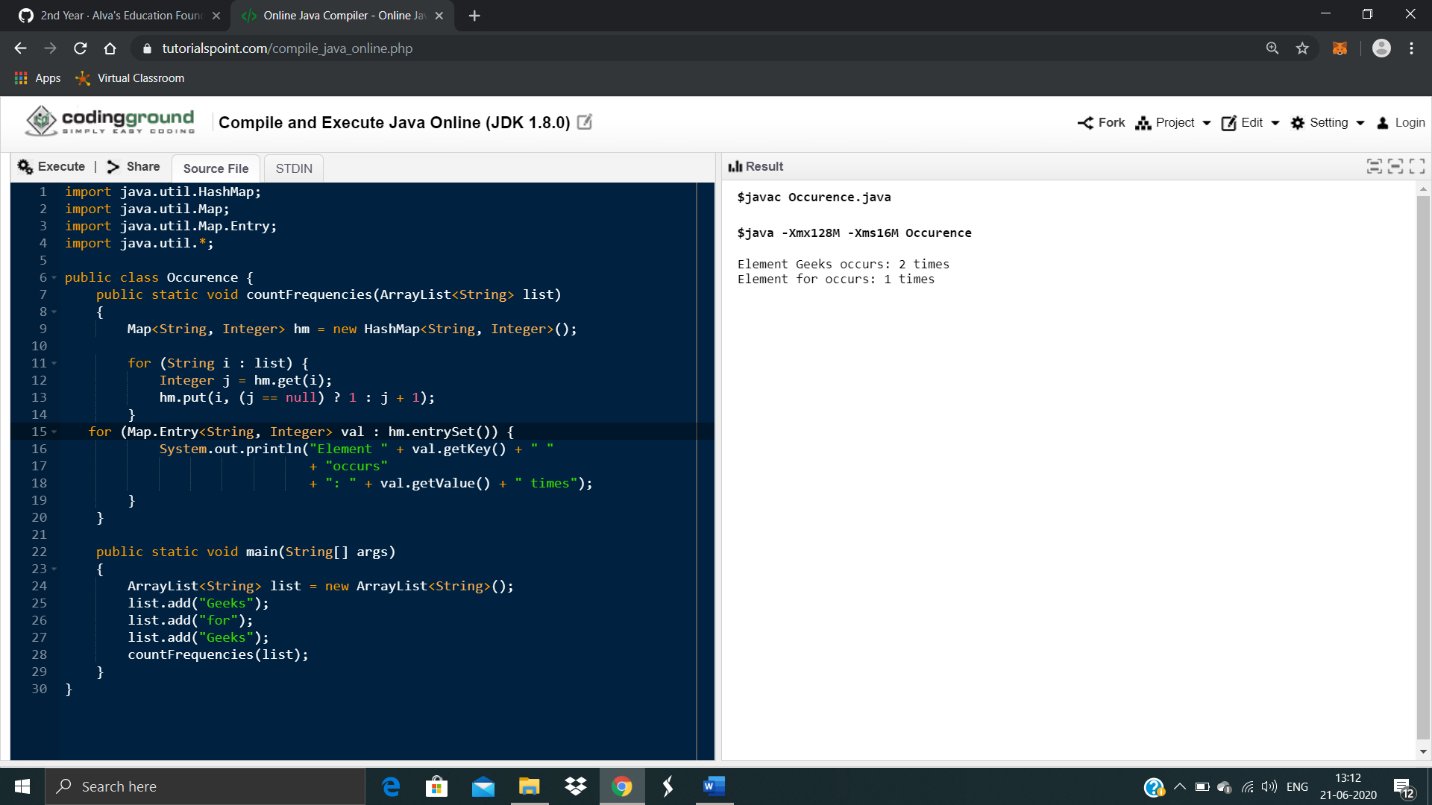 2nd Year - Alva's Education Foun
Online Java Compiler - Online Jav
tutorialspoint.com/compile_java_online.php
Apps
Virtual Classroom
codingground
SIMPLY EASY CODING
Compile and Execute Java Online (JDK 1.8.0)
Fork Project Edit Setting Login
Execute | Share Source File STDIN
1 import java.util.HashMap;
2 import java.util.Map;
3 import java.util.Map.Entry;
4 import java.util.*;
5
6 public class Occurence {
7 public static void countFrequencies(ArrayList<String> list)
8 {
9 Map<String, Integer> hm = new HashMap<String, Integer>();
10
11 for (String i : list) {
12 Integer j = hm.get(i);
13 hm.put(i, (j == null) ? 1 : j + 1);
14 }
15 for (Map.Entry<String, Integer> val : hm.entrySet()) {
16 System.out.println("Element " + val.getKey() + " "
17 + "occurs"
18 + ": " + val.getValue() + " times");
19 }
20 }
21
22 public static void main(String[] args)
23 {
24 ArrayList<String> list = new ArrayList<String>();
25 list.add("Geeks");
26 list.add("for");
27 list.add("Geeks");
28 countFrequencies(list);
29 }
30 }
Result
$javac Occurence.java
$java -Xmx128M -Xms16M Occurence
Element Geeks occurs: 2 times
Element for occurs: 1 times
Search here
ENG
13:12
21-06-2020
12